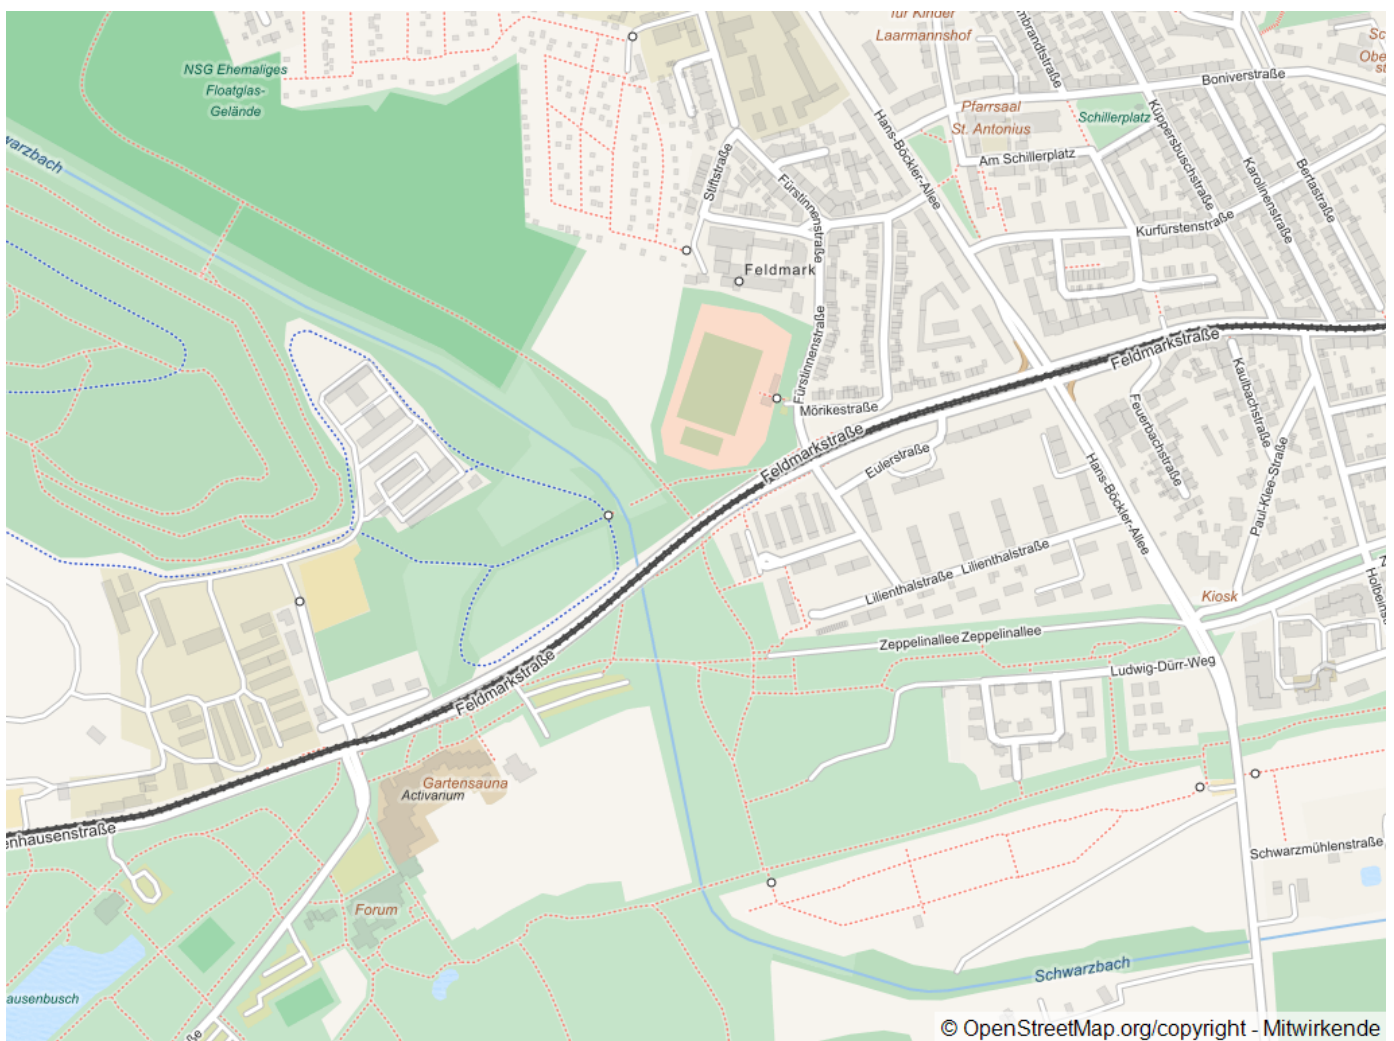 für Kinder
Laarmannshof
NSG Ehemaliges
Floatglas-
Gelände
Boniverstraße
Pfarrsaal
St. Antonius
Schillerplatz
Küppersbuschstraße
Hans-Böckler-Allee
Am Schillerplatz
Stiftstraße
Fürstinnenstraße
Karolinenstraße
Bertastraße
Kurfürstenstraße
Feldmark
Fürstinnenstraße
Feldmarkstraße
Mörikestraße
Feldmarkstraße
Eulerstraße
Feuerbachstraße
Kaulbachstraße
Paul-Klee-Straße
Hans-Böckler-Allee
Lilienthalstraße
Lilienthalstraße
Kiosk
Zeppelinallee
Zeppelinallee
Ludwig-Dürr-Weg
Feldmarkstraße
Gartensauna
Activarium
enhausenstraße
Schwarzmühlenstraße
Forum
Schwarzbach
ausenbusch
© OpenStreetMap.org/copyright - Mitwirkende